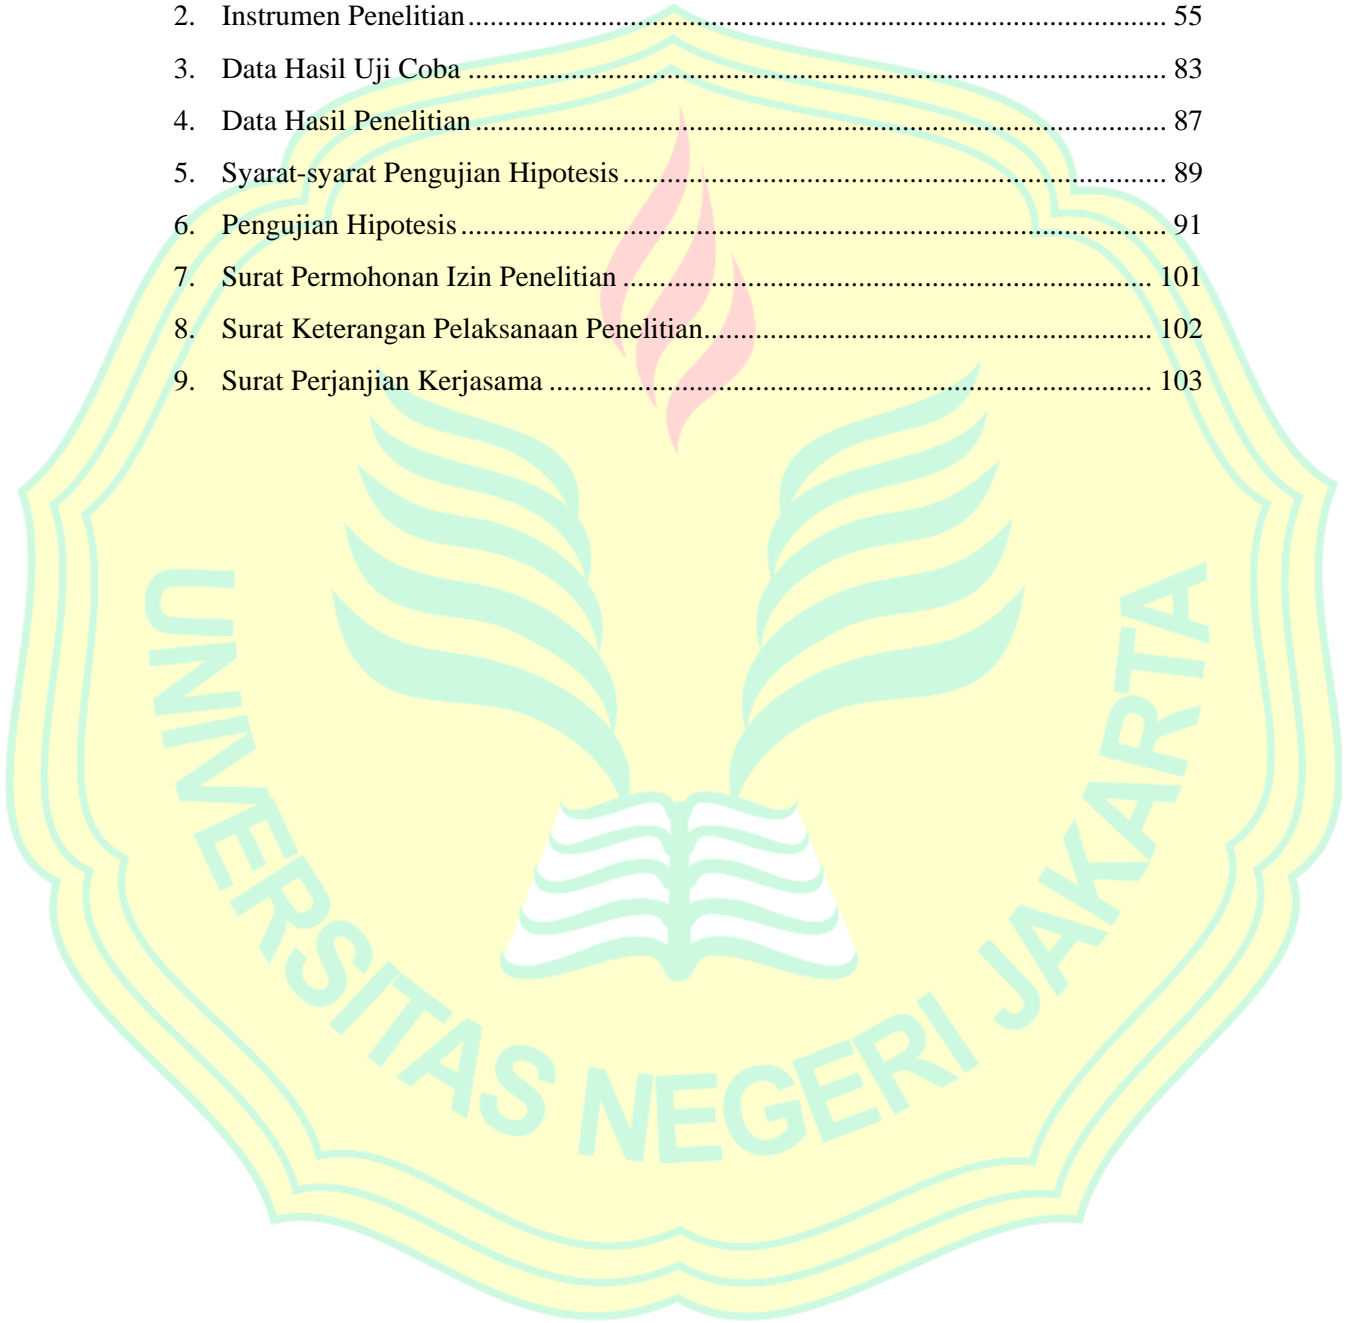 2. Instrumen Penelitian.............................................................................................. 55
3. Data Hasil Uji Coba .............................................................................................. 83
4. Data Hasil Penelitian............................................................................................. 87
5. Syarat-syarat Pengujian Hipotesis......................................................................... 89
6. Pengujian Hipotesis............................................................................................... 91
7. Surat Permohonan Izin Penelitian ....................................................................... 101
8. Surat Keterangan Pelaksanaan Penelitian............................................................ 102
9. Surat Perjanjian Kerjasama ................................................................................. 103
UNIVERSITAS NEGERI JAKARTA